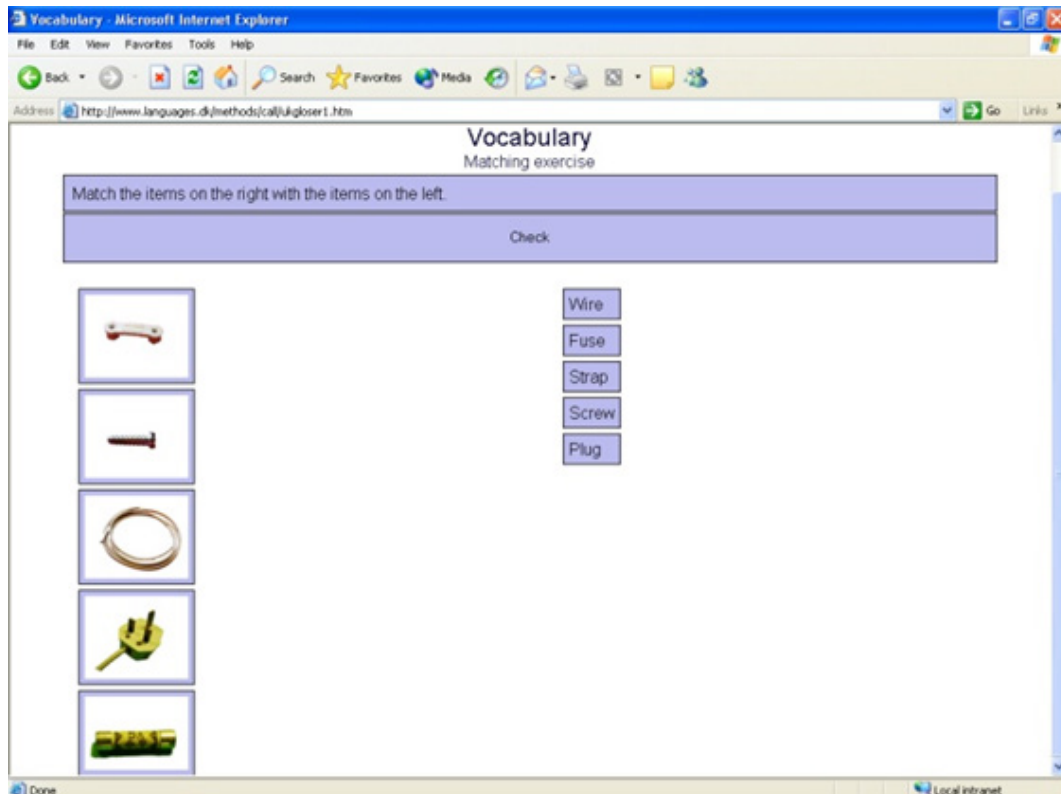 Vocabulary - Microsoft Internet Explorer
File Edit View Favorites Tools Help
Back Search Favorites Media
Address http://www.languages.dk/methods/call/ukgloser1.htm Go Links
Vocabulary
Matching exercise
Match the items on the right with the items on the left.
Check
Wire
Fuse
Strap
Screw
Plug
Done Local intranet